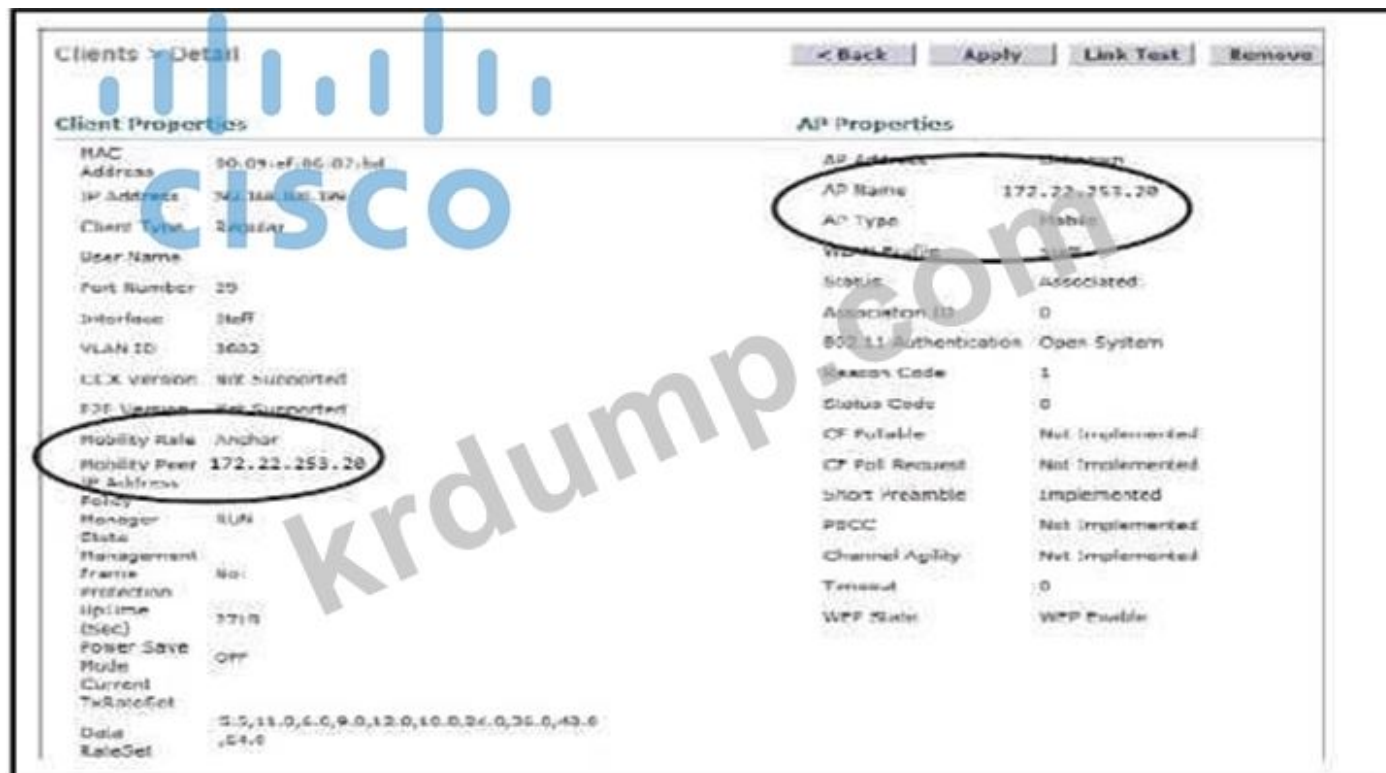 Clients > Detail
< Back Apply Link Test Remove
CISCO
krdump.com
Client Properties
MAC Address
IP Address
Client Type Regular
User Name
Port Number 29
Interface Staff
VLAN ID
CCX Version Not Supported
E2E Version Not Supported
Mobility Role Anchor
Mobility Peer 172.22.253.20
IP Address
Policy
Manager RUN
State
Management
Frame No
Protection
UpTime
(Sec)
Power Save
Mode OFF
Current
TxRateSet
Data
RateSet
AP Properties
AP Address Unknown
AP Name 172.22.253.20
AP Type Mobile
WLAN Profile
Status Associated
Association ID 0
802.11 Authentication Open System
Reason Code 1
Status Code 0
CF Pollable Not Implemented
CF Poll Request Not Implemented
Short Preamble Implemented
PBCC Not Implemented
Channel Agility Not Implemented
Timeout 0
WEP State WEP Enable